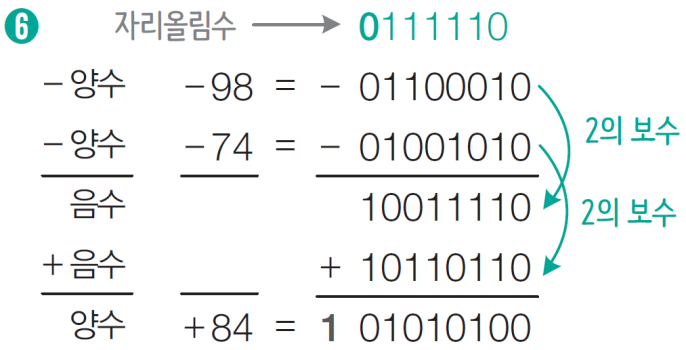 6 자리올림수 0111110
- 양수 -98 = - 01100010
- 양수 -74 = - 01001010
2의 보수
음수 10011110
2의 보수
+ 음수 + 10110110
양수 +84 = 1 01010100